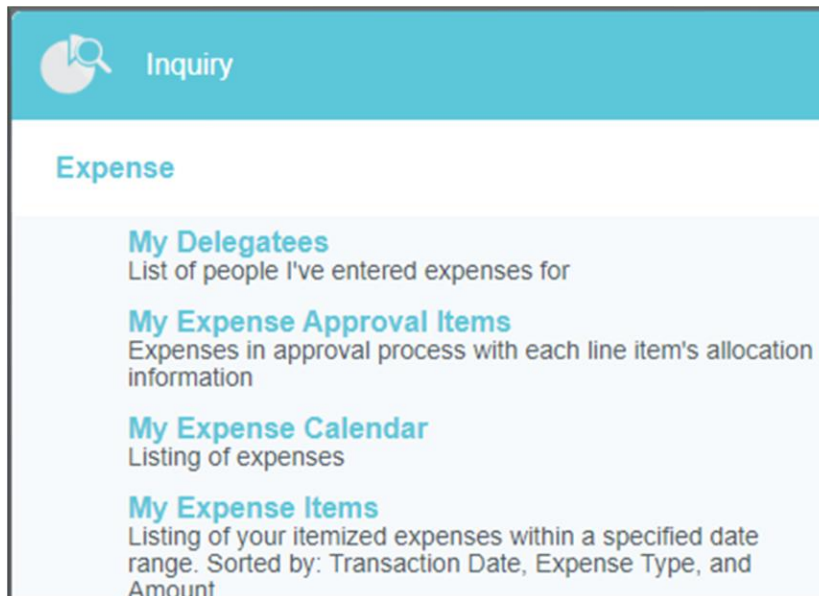 Inquiry
Expense
My Delegatees
List of people I've entered expenses for
My Expense Approval Items
Expenses in approval process with each line item's allocation
information
My Expense Calendar
Listing of expenses
My Expense Items
Listing of your itemized expenses within a specified date
range. Sorted by: Transaction Date, Expense Type, and
Amount